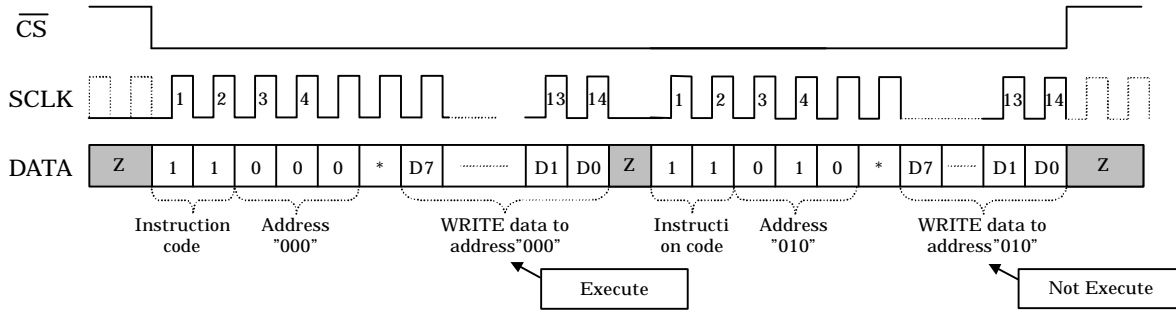 CS
SCLK 1 2 3 4 13 14 1 2 3 4 13 14
DATA Z 1 1 0 0 0 * D7 D1 D0 Z 1 1 0 1 0 * D7 D1 D0 Z
Instruction code
Address "000"
WRITE data to address"000"
Instructi on code
Address "010"
WRITE data to address"010"
Execute
Not Execute